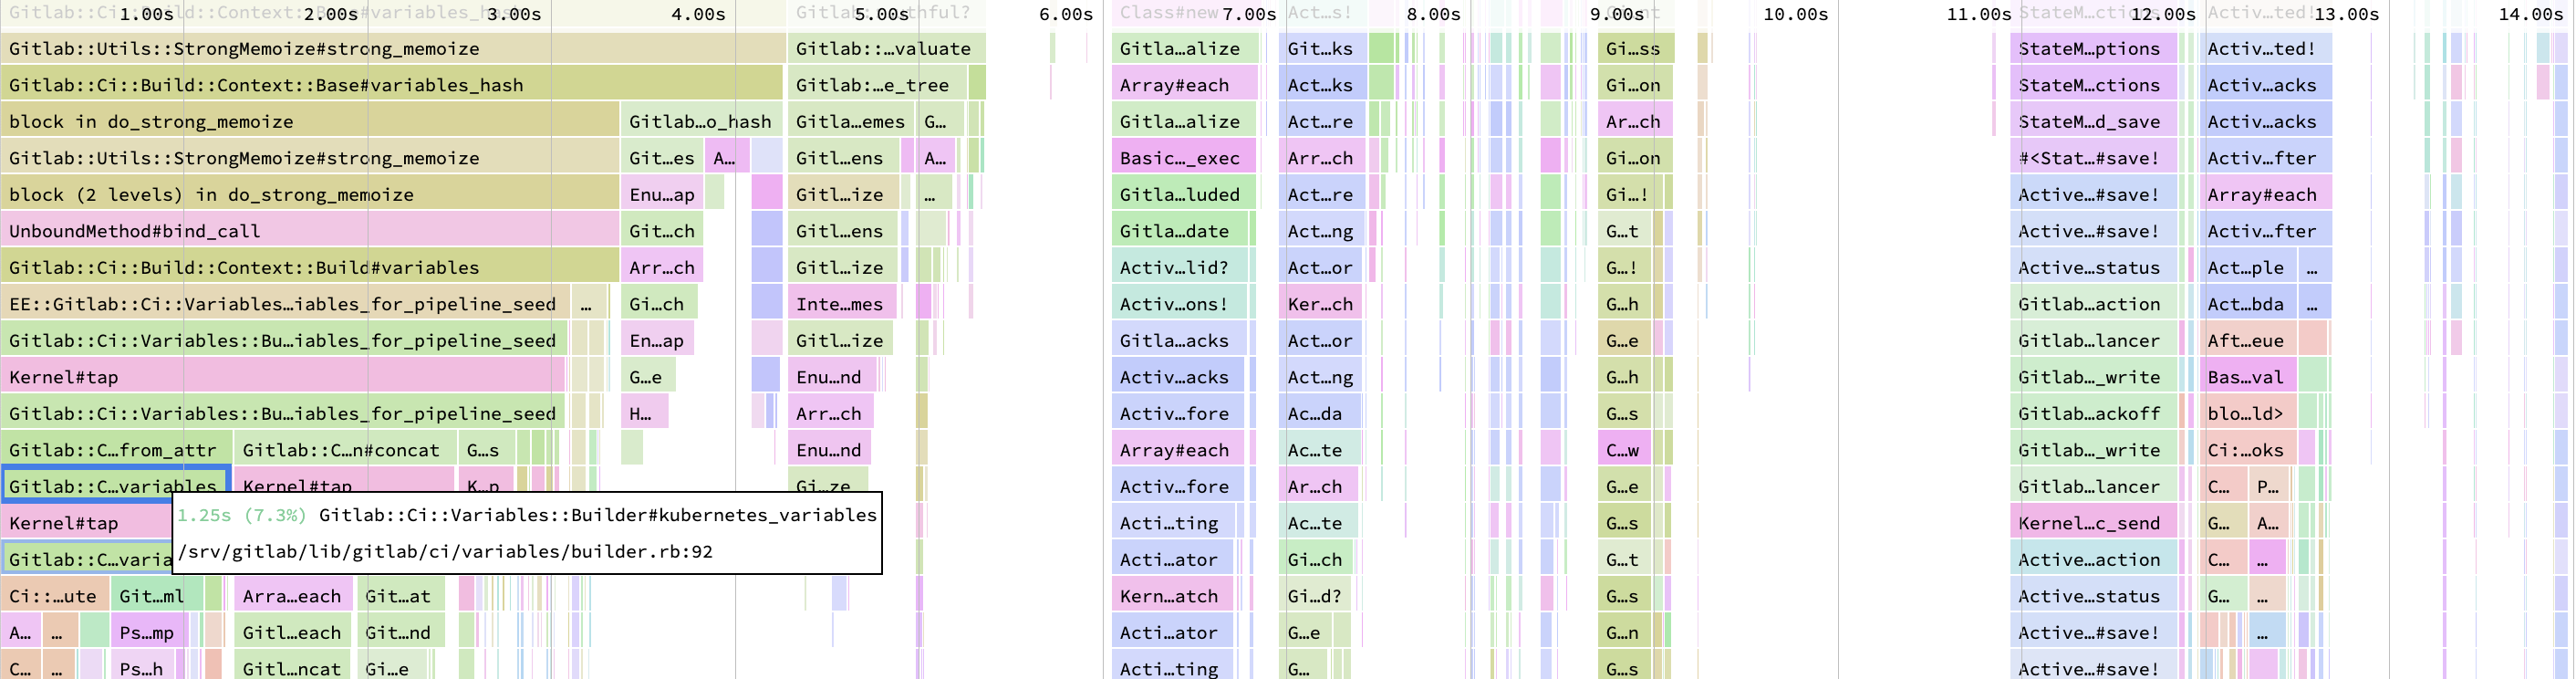 1.00s 2.00s 3.00s 4.00s 5.00s 6.00s 7.00s 8.00s 9.00s 10.00s 11.00s 12.00s 13.00s 14.00s
Gitlab::Utils::StrongMemoize#strong_memoize Gitlab::…valuate Gitla…alize Git…ks Gi…ss StateM…ptions Activ…ted!
Gitlab::Ci::Build::Context::Base#variables_hash Gitlab:…e_tree Array#each Act…ks Gi…on StateM…ctions Activ…acks
block in do_strong_memoize Gitlab…o_hash Gitla…emes G… Gitla…alize Act…re Ar…ch StateM…d_save Activ…acks
Gitlab::Utils::StrongMemoize#strong_memoize Git…es A… Gitl…ens A… Basic…_exec Arr…ch Gi…on #<Stat…#save! Activ…fter
block (2 levels) in do_strong_memoize Enu…ap Gitl…ize … Gitla…luded Act…re Gi…! Active…#save! Array#each
UnboundMethod#bind_call Git…ch Gitl…ens Gitla…date Act…ng G…t Active…#save! Activ…fter
Gitlab::Ci::Build::Context::Build#variables Arr…ch Gitl…ize Activ…lid? Act…or G…! Active…status Act…ple …
EE::Gitlab::Ci::Variables…iables_for_pipeline_seed … Gi…ch Inte…mes Activ…ons! Ker…ch G…h Gitlab…action Act…bda …
Gitlab::Ci::Variables::Bu…iables_for_pipeline_seed En…ap Gitl…ize Gitla…acks Act…or G…e Gitlab…lancer Aft…eue
Kernel#tap G…e Enu…nd Activ…acks Act…ng G…h Gitlab…_write Bas…val
Gitlab::Ci::Variables::Bu…iables_for_pipeline_seed H… Arr…ch Activ…fore Ac…da G…s Gitlab…ackoff blo…ld>
Gitlab::C…from_attr Gitlab::C…n#concat G…s Enu…nd Array#each Ac…te C…w Gitlab…_write Ci:…oks
Gitlab::C…variables Kernel#tap K…p Gi…ze Activ…fore Ar…ch G…e Gitlab…lancer C… P…
1.25s (7.3%) Gitlab::Ci::Variables::Builder#kubernetes_variables
/srv/gitlab/lib/gitlab/ci/variables/builder.rb:92
Kernel#tap Acti…ting Ac…te G…s Kernel…c_send G… A…
Gitlab::C…varia Acti…ator Gi…ch G…t Active…action C… …
Ci::…ute Git…ml Arra…each Git…at Kern…atch Gi…d? G…s Active…status G… …
A… … Ps…mp Gitl…each Git…nd Acti…ator G…e G…n Active…#save! …
C… … Ps…h Gitl…ncat Gi…e Acti…ting G… G…s Active…#save!